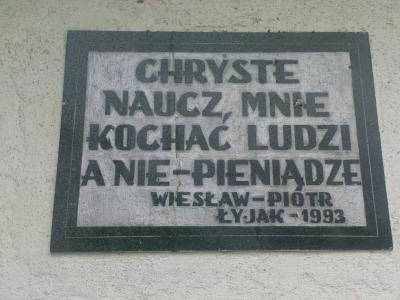 CHRYSTE
NAUCZ, MNIE
KOCHAĆ LUDZI
A NIE-PIENIĄDZE
WIESŁAW-PIOTR
ŁYJAK-1993